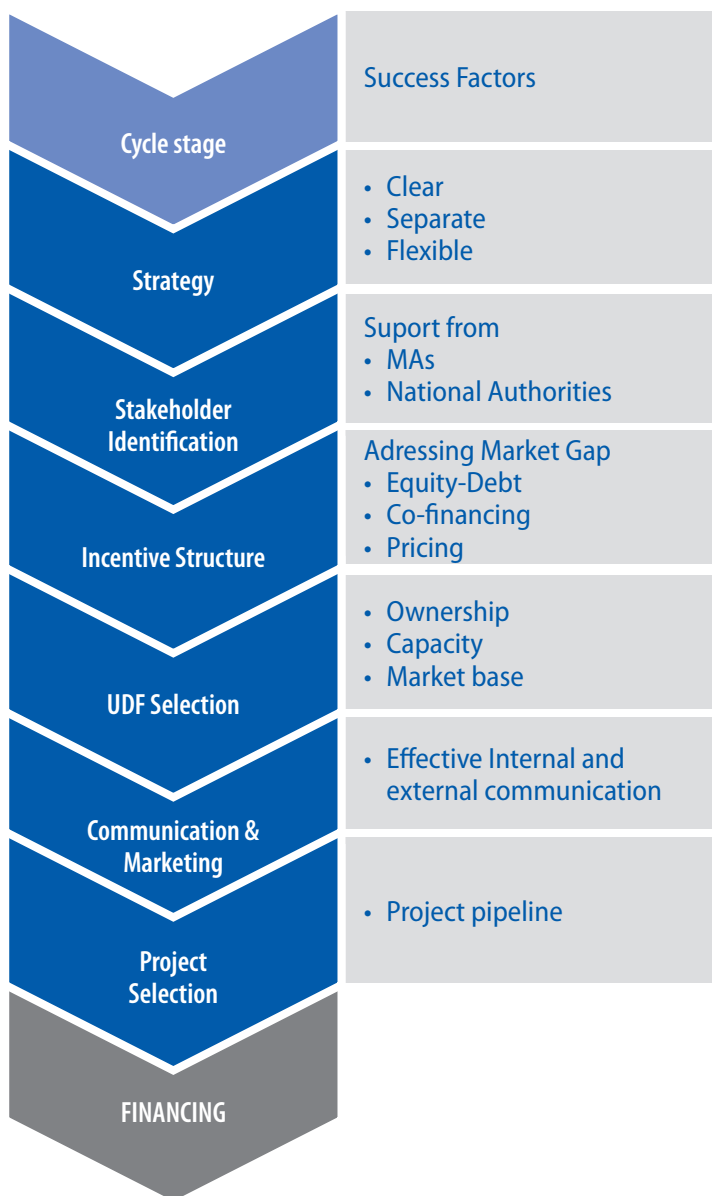 Cycle stage
Success Factors
Strategy
• Clear
• Separate
• Flexible
Stakeholder
Identification
Suport from
• MAs
• National Authorities
Incentive Structure
Adressing Market Gap
• Equity-Debt
• Co-financing
• Pricing
UDF Selection
• Ownership
• Capacity
• Market base
Communication &
Marketing
• Effective Internal and
external communication
Project
Selection
• Project pipeline
FINANCING